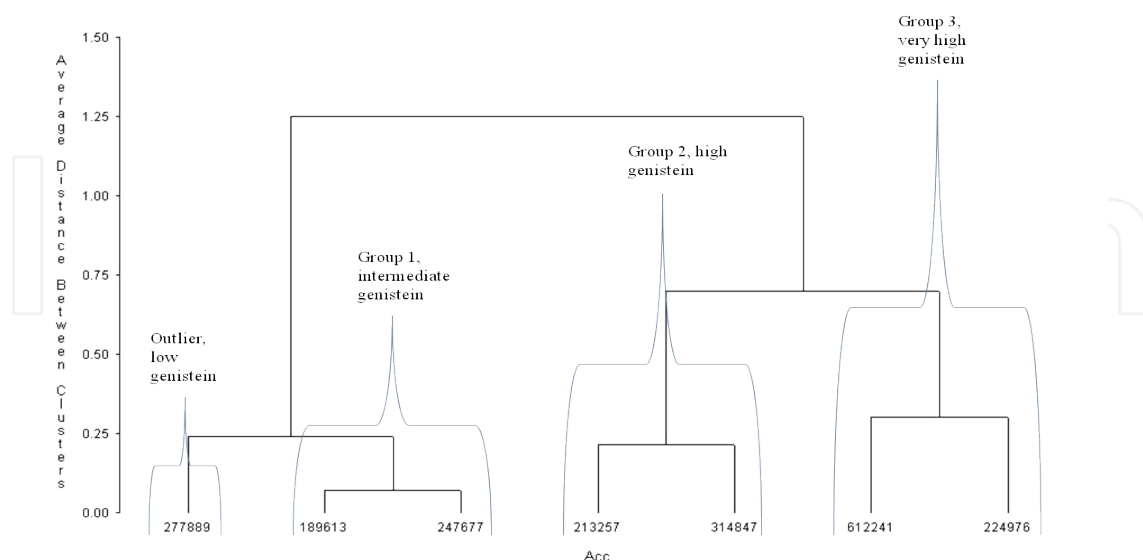 Group 3,
very high
genistein
1.50
Average Distance Between Clusters
1.25
Group 2, high
genistein
1.00
Group 1,
intermediate
genistein
0.75
Outlier,
low
genistein
0.50
0.25
0.00
277889 189613 247677 213257 314847 612241 224976
Acc